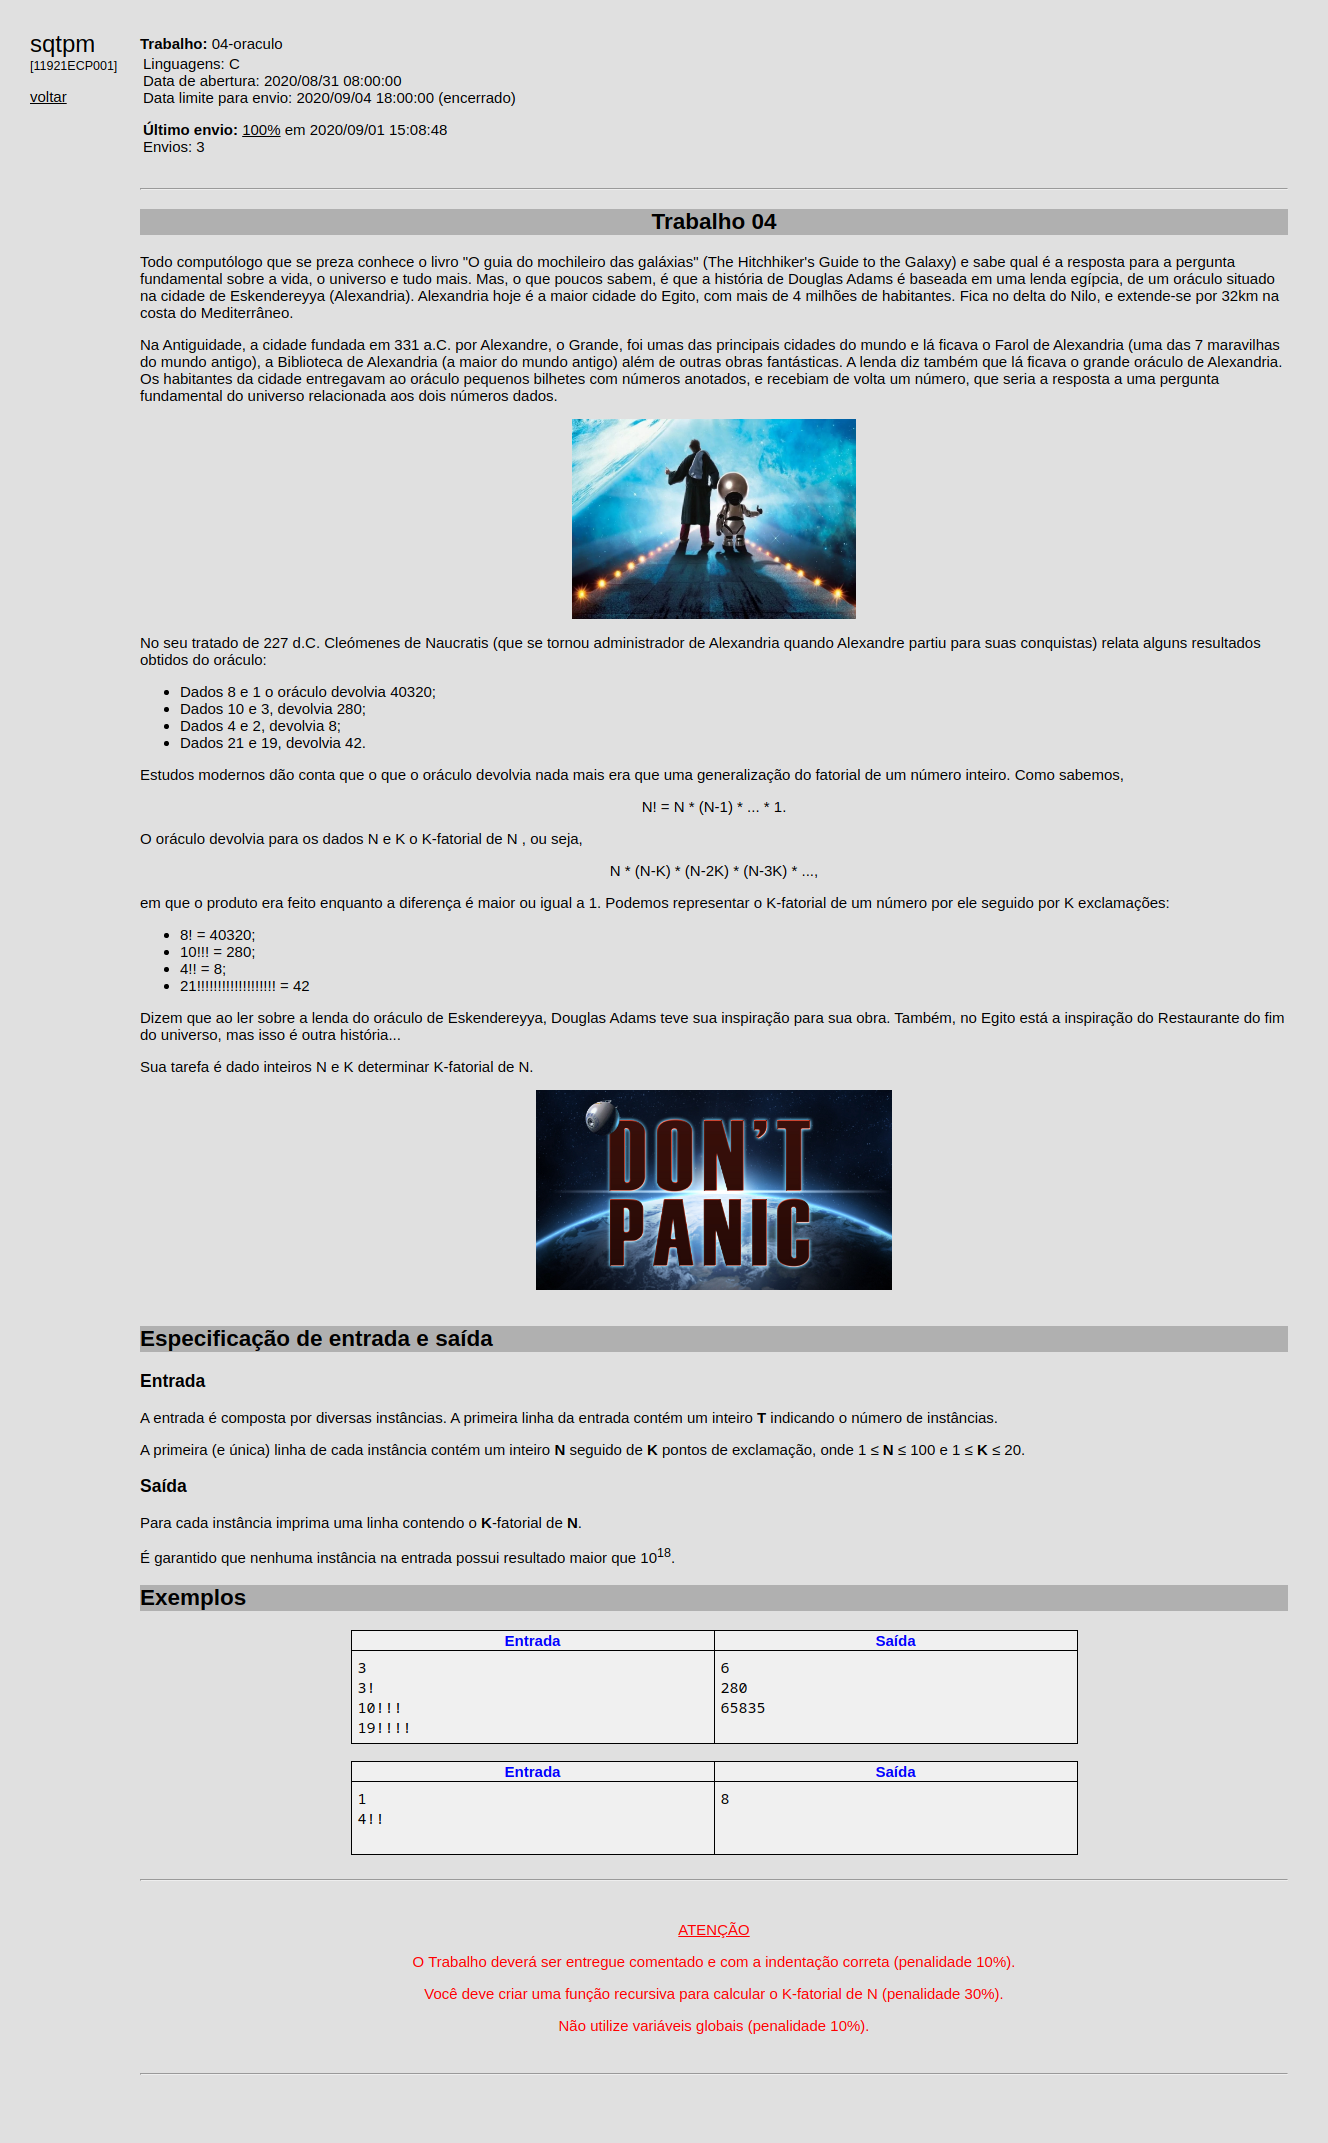 sqtpm
[11921ECP001]
voltar
Trabalho: 04-oraculo
Linguagens: C
Data de abertura: 2020/08/31 08:00:00
Data limite para envio: 2020/09/04 18:00:00 (encerrado)
Último envio: 100% em 2020/09/01 15:08:48
Envios: 3
Trabalho 04
Todo computólogo que se preza conhece o livro "O guia do mochileiro das galáxias" (The Hitchhiker's Guide to the Galaxy) e sabe qual é a resposta para a pergunta
fundamental sobre a vida, o universo e tudo mais. Mas, o que poucos sabem, é que a história de Douglas Adams é baseada em uma lenda egípcia, de um oráculo situado
na cidade de Eskendereyya (Alexandria). Alexandria hoje é a maior cidade do Egito, com mais de 4 milhões de habitantes. Fica no delta do Nilo, e extende-se por 32km na
costa do Mediterrâneo.
Na Antiguidade, a cidade fundada em 331 a.C. por Alexandre, o Grande, foi umas das principais cidades do mundo e lá ficava o Farol de Alexandria (uma das 7 maravilhas
do mundo antigo), a Biblioteca de Alexandria (a maior do mundo antigo) além de outras obras fantásticas. A lenda diz também que lá ficava o grande oráculo de Alexandria.
Os habitantes da cidade entregavam ao oráculo pequenos bilhetes com números anotados, e recebiam de volta um número, que seria a resposta a uma pergunta
fundamental do universo relacionada aos dois números dados.
No seu tratado de 227 d.C. Cleómenes de Naucratis (que se tornou administrador de Alexandria quando Alexandre partiu para suas conquistas) relata alguns resultados
obtidos do oráculo:
• Dados 8 e 1 o oráculo devolvia 40320;
• Dados 10 e 3, devolvia 280;
• Dados 4 e 2, devolvia 8;
• Dados 21 e 19, devolvia 42.
Estudos modernos dão conta que o que o oráculo devolvia nada mais era que uma generalização do fatorial de um número inteiro. Como sabemos,
N! = N * (N-1) * ... * 1.
O oráculo devolvia para os dados N e K o K-fatorial de N , ou seja,
N * (N-K) * (N-2K) * (N-3K) * ...,
em que o produto era feito enquanto a diferença é maior ou igual a 1. Podemos representar o K-fatorial de um número por ele seguido por K exclamações:
• 8! = 40320;
• 10!!! = 280;
• 4!! = 8;
• 21!!!!!!!!!!!!!!!!!!! = 42
Dizem que ao ler sobre a lenda do oráculo de Eskendereyya, Douglas Adams teve sua inspiração para sua obra. Também, no Egito está a inspiração do Restaurante do fim
do universo, mas isso é outra história...
Sua tarefa é dado inteiros N e K determinar K-fatorial de N.
DON'T
PANIC
Especificação de entrada e saída
Entrada
A entrada é composta por diversas instâncias. A primeira linha da entrada contém um inteiro T indicando o número de instâncias.
A primeira (e única) linha de cada instância contém um inteiro N seguido de K pontos de exclamação, onde 1 ≤ N ≤ 100 e 1 ≤ K ≤ 20.
Saída
Para cada instância imprima uma linha contendo o K-fatorial de N.
É garantido que nenhuma instância na entrada possui resultado maior que 10^18.
Exemplos
Entrada Saída
3 6
3! 280
10!!! 65835
19!!!!
Entrada Saída
1 8
4!!
ATENÇÃO
O Trabalho deverá ser entregue comentado e com a indentação correta (penalidade 10%).
Você deve criar uma função recursiva para calcular o K-fatorial de N (penalidade 30%).
Não utilize variáveis globais (penalidade 10%).